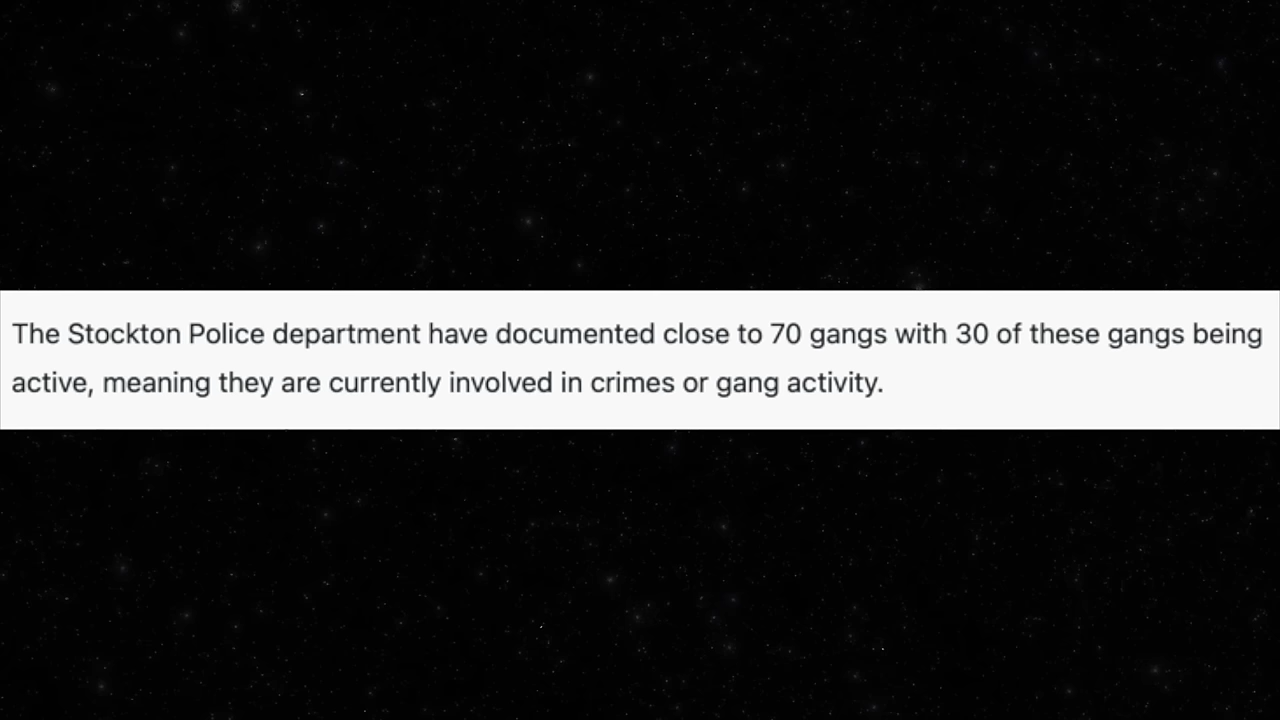 The Stockton Police department have documented close to 70 gangs with 30 of these gangs being
active, meaning they are currently involved in crimes or gang activity.